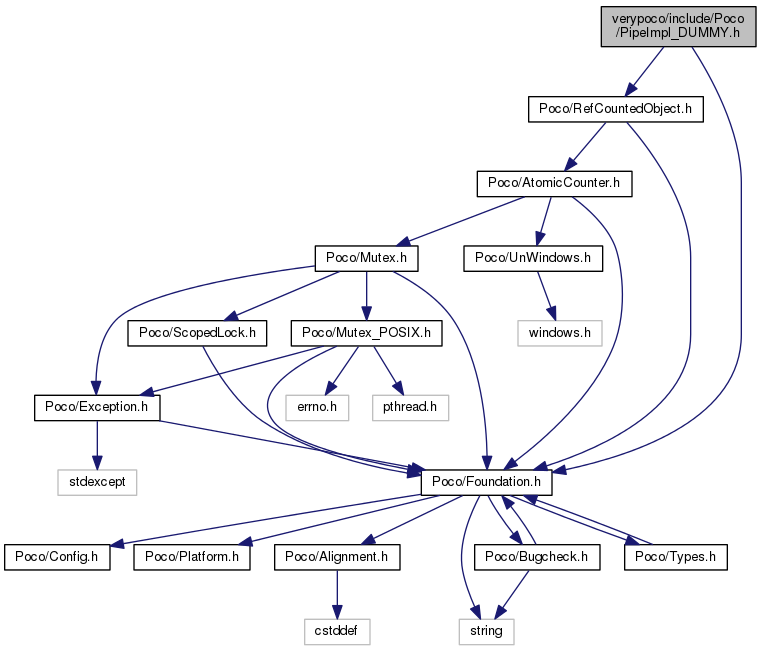 verypoco/include/Poco
/PipeImpl_DUMMY.h
Poco/RefCountedObject.h
Poco/AtomicCounter.h
Poco/Mutex.h
Poco/UnWindows.h
Poco/ScopedLock.h
Poco/Mutex_POSIX.h
windows.h
Poco/Exception.h
errno.h
pthread.h
stdexcept
Poco/Foundation.h
Poco/Config.h
Poco/Platform.h
Poco/Alignment.h
Poco/Bugcheck.h
Poco/Types.h
cstddef
string